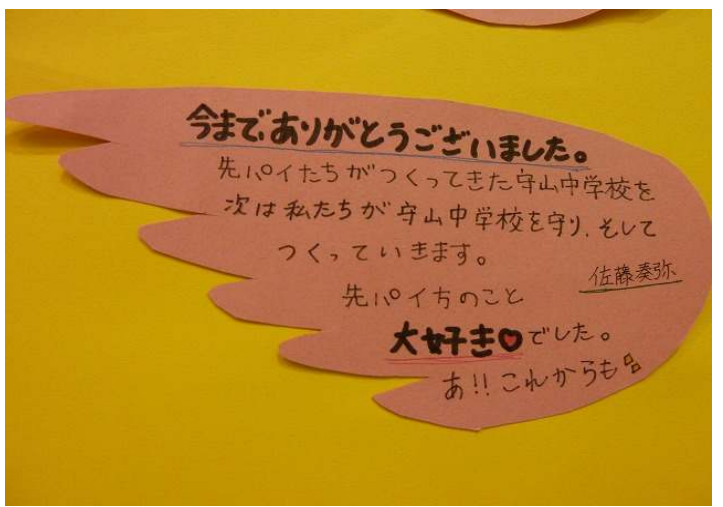 今まで、ありがとうございました。
先パイたちがつくってきた守山中学校を
次は私たちが守山中学校を守り、そして
つくっていきます。
佐藤奏弥
先パイ方のこと
大好き♥でした。
あ!!これからも